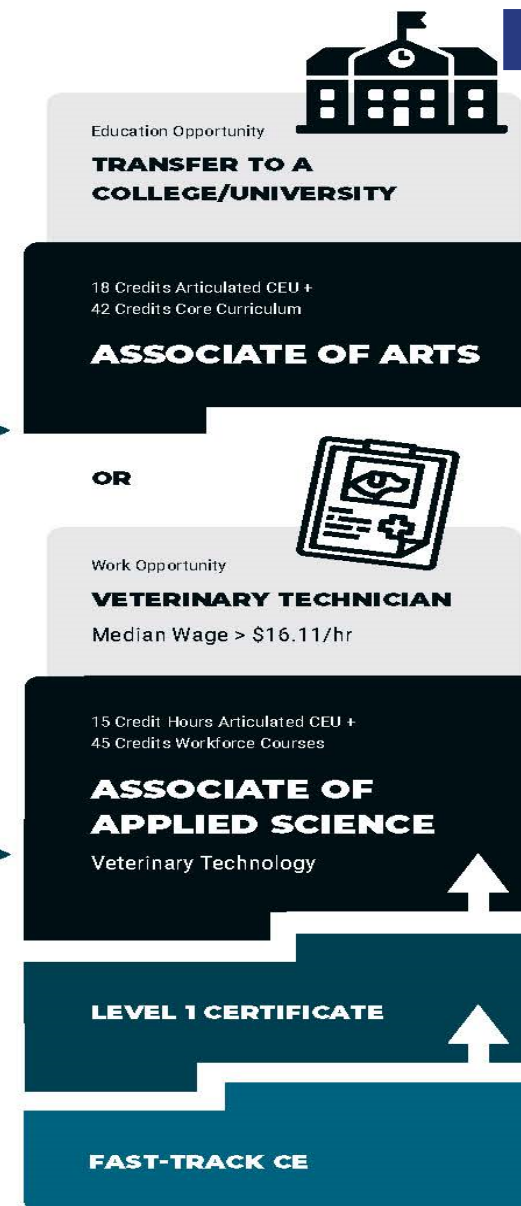 Education Opportunity
TRANSFER TO A
COLLEGE/UNIVERSITY
18 Credits Articulated CEU +
42 Credits Core Curriculum
ASSOCIATE OF ARTS
OR
Work Opportunity
VETERINARY TECHNICIAN
Median Wage > $16.11/hr
15 Credit Hours Articulated CEU +
45 Credits Workforce Courses
ASSOCIATE OF
APPLIED SCIENCE
Veterinary Technology
LEVEL 1 CERTIFICATE
FAST-TRACK CE